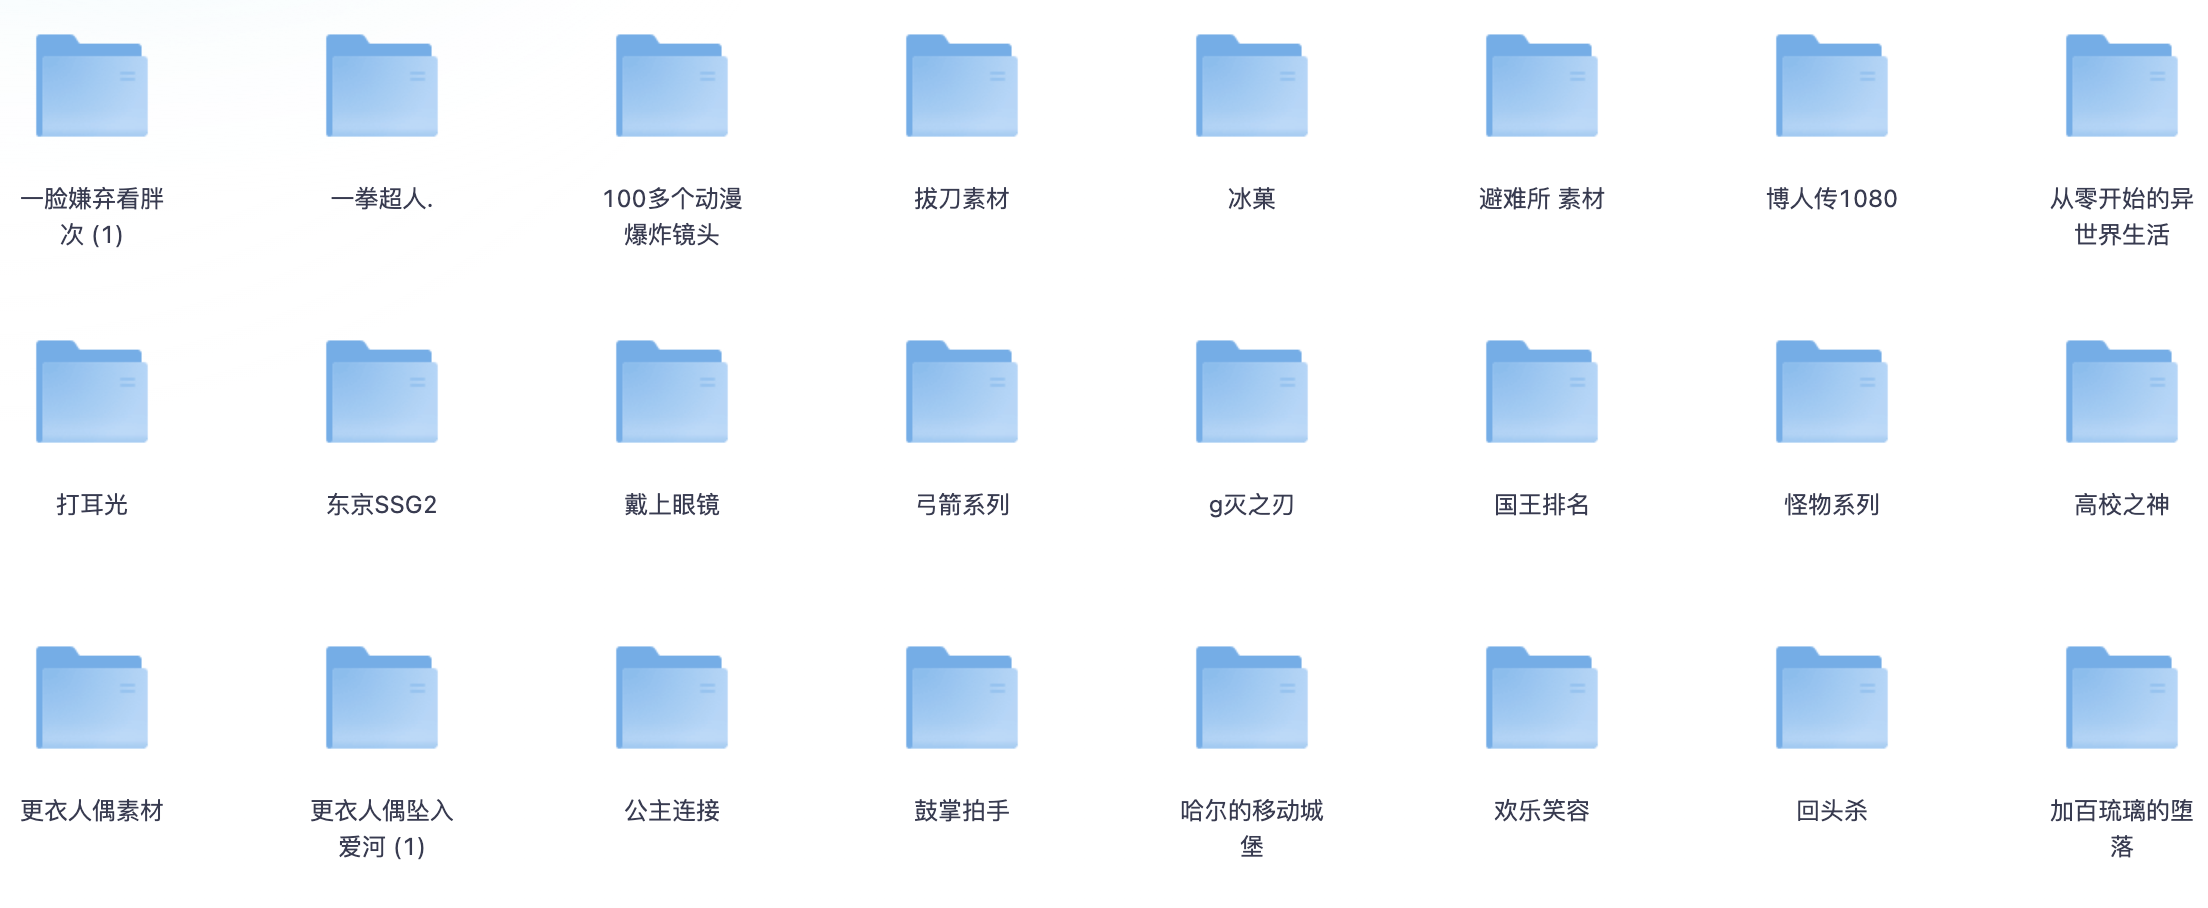 一脸嫌弃看胖
次 (1)
一拳超人.
100多个动漫
爆炸镜头
拔刀素材
冰菓
避难所 素材
博人传1080
从零开始的异
世界生活
打耳光
东京SSG2
戴上眼镜
弓箭系列
g灭之刃
国王排名
怪物系列
高校之神
更衣人偶素材
更衣人偶坠入
爱河 (1)
公主连接
鼓掌拍手
哈尔的移动城
堡
欢乐笑容
回头杀
加百琉璃的堕
落